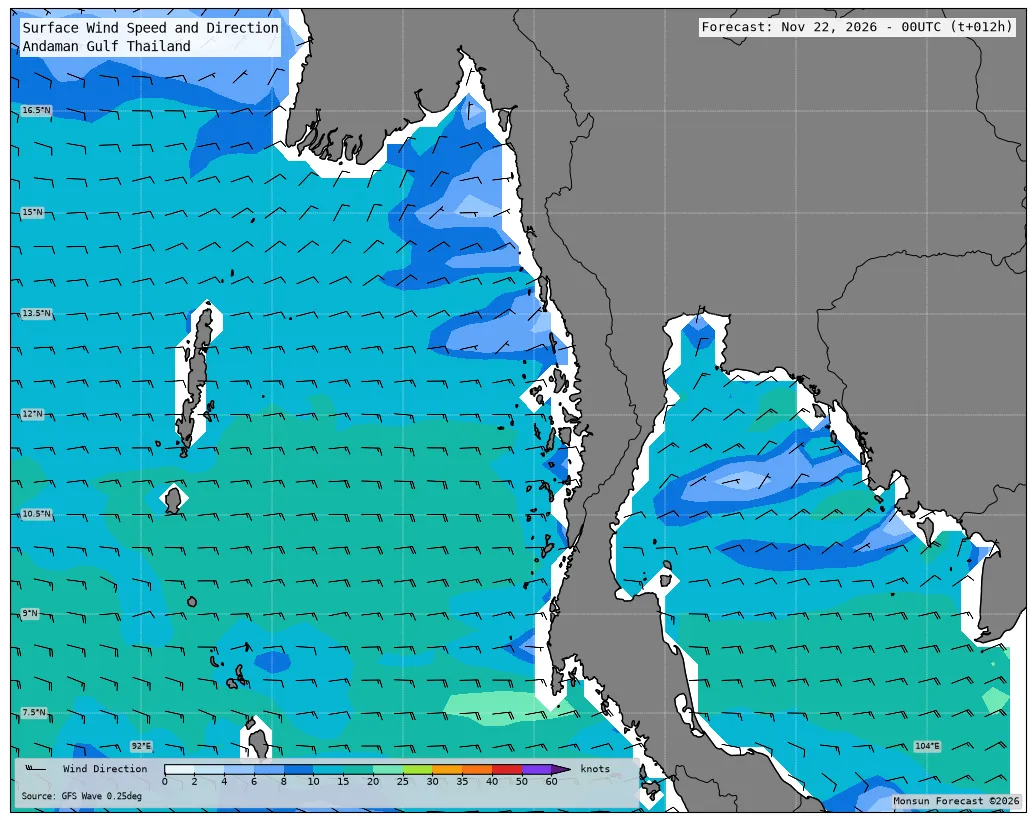 Surface Wind Speed and Direction
Andaman Gulf Thailand
Forecast: Nov 22, 2026 - 00UTC (t+012h)
16.5°N
15°N
13.5°N
12°N
10.5°N
9°N
7.5°N
92°E
104°E
Wind Direction
0 2 4 6 8 10 15 20 25 30 35 40 50 60 knots
Source: GFS Wave 0.25deg
Monsun Forecast ©2026